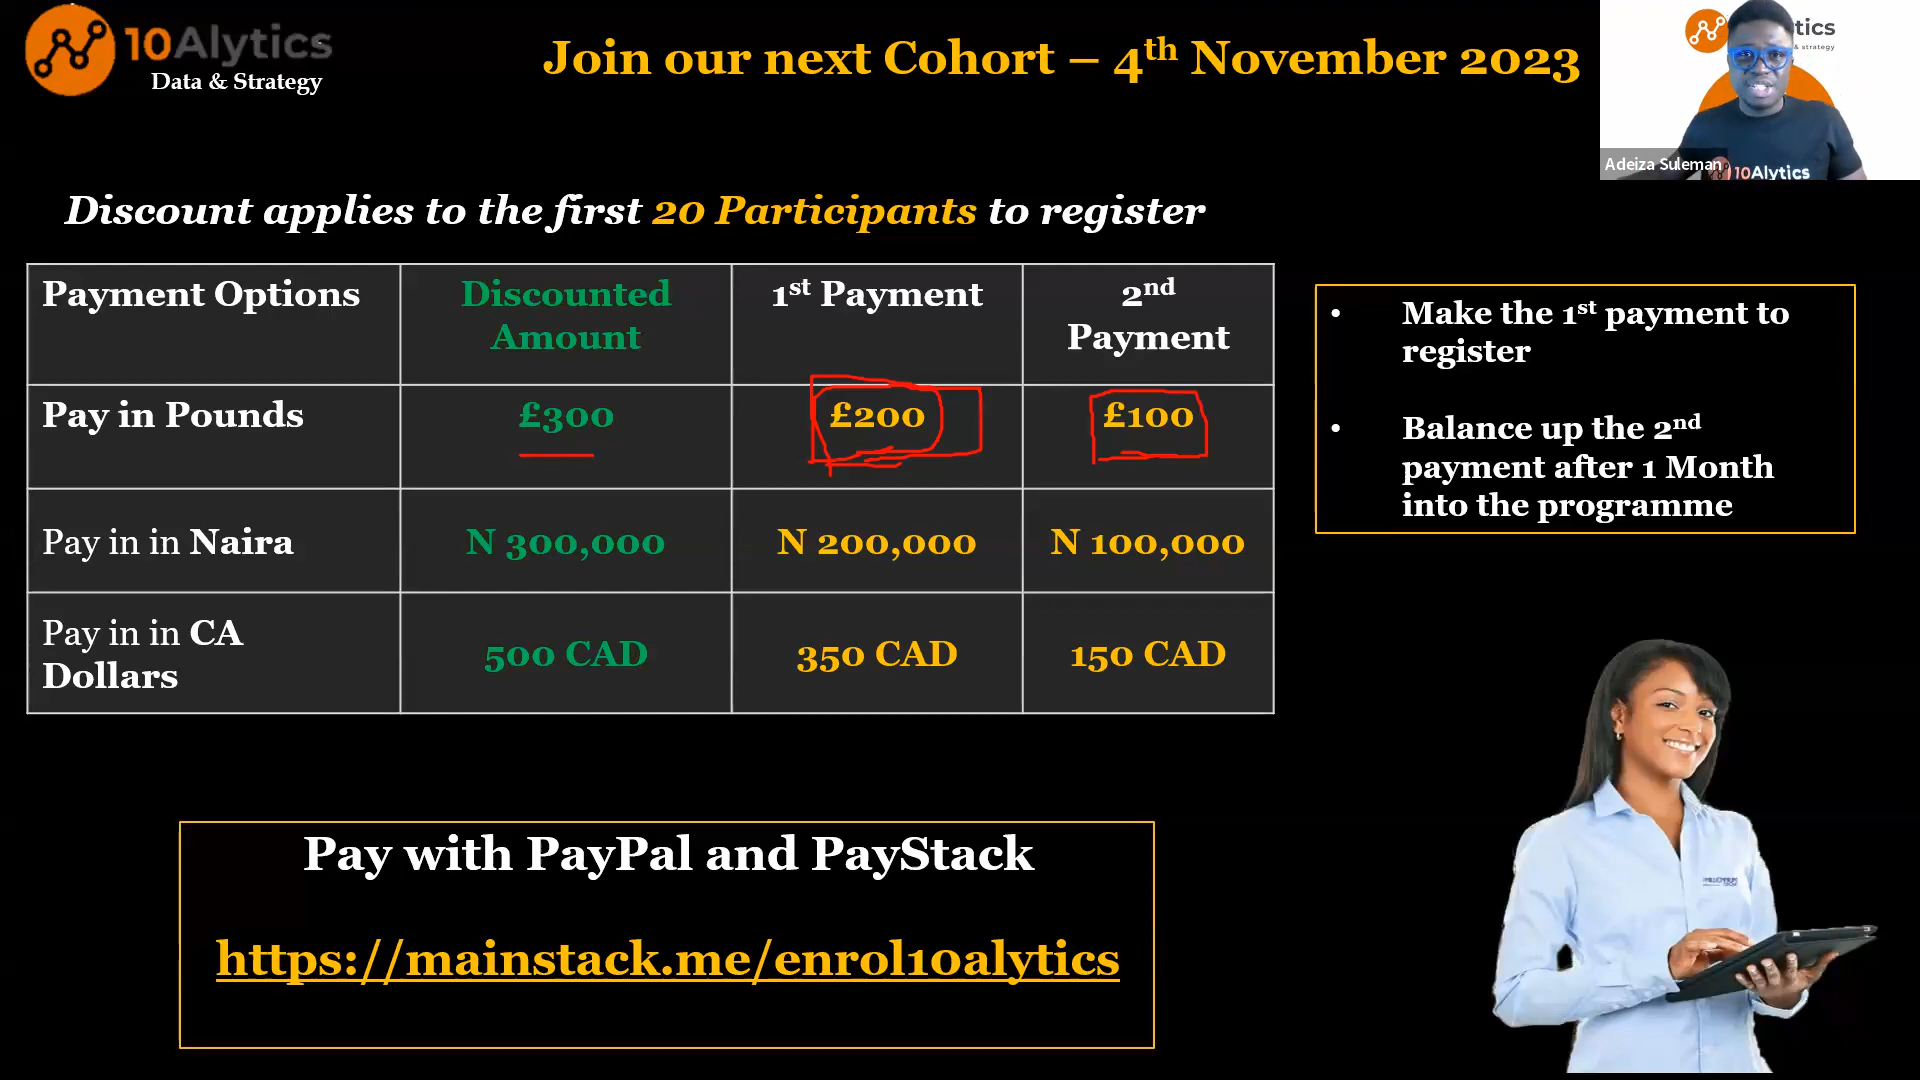 10Alytics
Data & Strategy
Join our next Cohort – 4th November 2023
tics
& strategy
Adeiza Suleman
10Alytics
Discount applies to the first 20 Participants to register
Payment Options
Discounted
Amount
1st Payment
2nd
Payment
Pay in Pounds
£300
£200
£100
Pay in in Naira
N 300,000
N 200,000
N 100,000
Pay in in CA
Dollars
500 CAD
350 CAD
150 CAD
• Make the 1st payment to
register
• Balance up the 2nd
payment after 1 Month
into the programme
Pay with PayPal and PayStack
https://mainstack.me/enrol10alytics